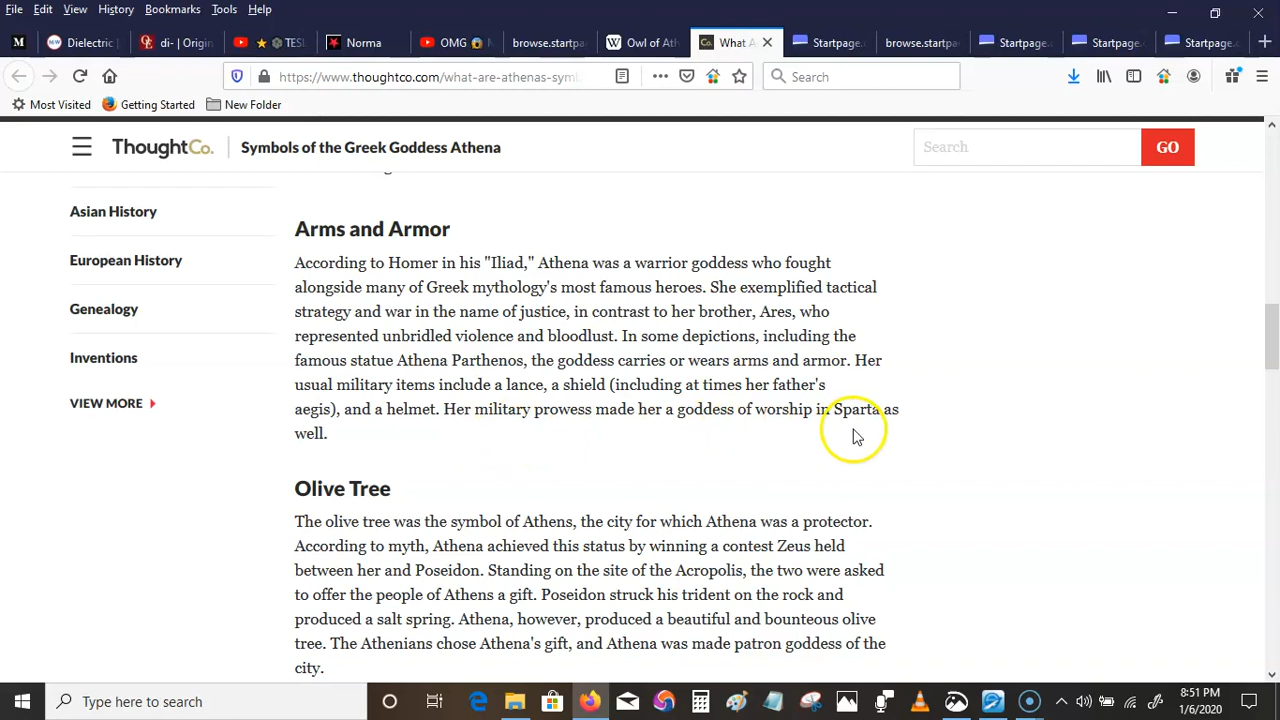 File Edit View History Bookmarks Tools Help
Dielectric di- | Origin TESL Norma OMG browse.startpa Owl of Ath What A Startpage. browse.startpa Startpage. Startpage. Startpage.
https://www.thoughtco.com/what-are-athenas-sym Search
Most Visited Getting Started New Folder
ThoughtCo. Symbols of the Greek Goddess Athena Search GO
Asian History
European History
Genealogy
Inventions
VIEW MORE
Arms and Armor
According to Homer in his "Iliad," Athena was a warrior goddess who fought
alongside many of Greek mythology's most famous heroes. She exemplified tactical
strategy and war in the name of justice, in contrast to her brother, Ares, who
represented unbridled violence and bloodlust. In some depictions, including the
famous statue Athena Parthenos, the goddess carries or wears arms and armor. Her
usual military items include a lance, a shield (including at times her father's
aegis), and a helmet. Her military prowess made her a goddess of worship in Sparta as
well.
Olive Tree
The olive tree was the symbol of Athens, the city for which Athena was a protector.
According to myth, Athena achieved this status by winning a contest Zeus held
between her and Poseidon. Standing on the site of the Acropolis, the two were asked
to offer the people of Athens a gift. Poseidon struck his trident on the rock and
produced a salt spring. Athena, however, produced a beautiful and bounteous olive
tree. The Athenians chose Athena's gift, and Athena was made patron goddess of the
city.
Type here to search
8:51 PM
1/6/2020